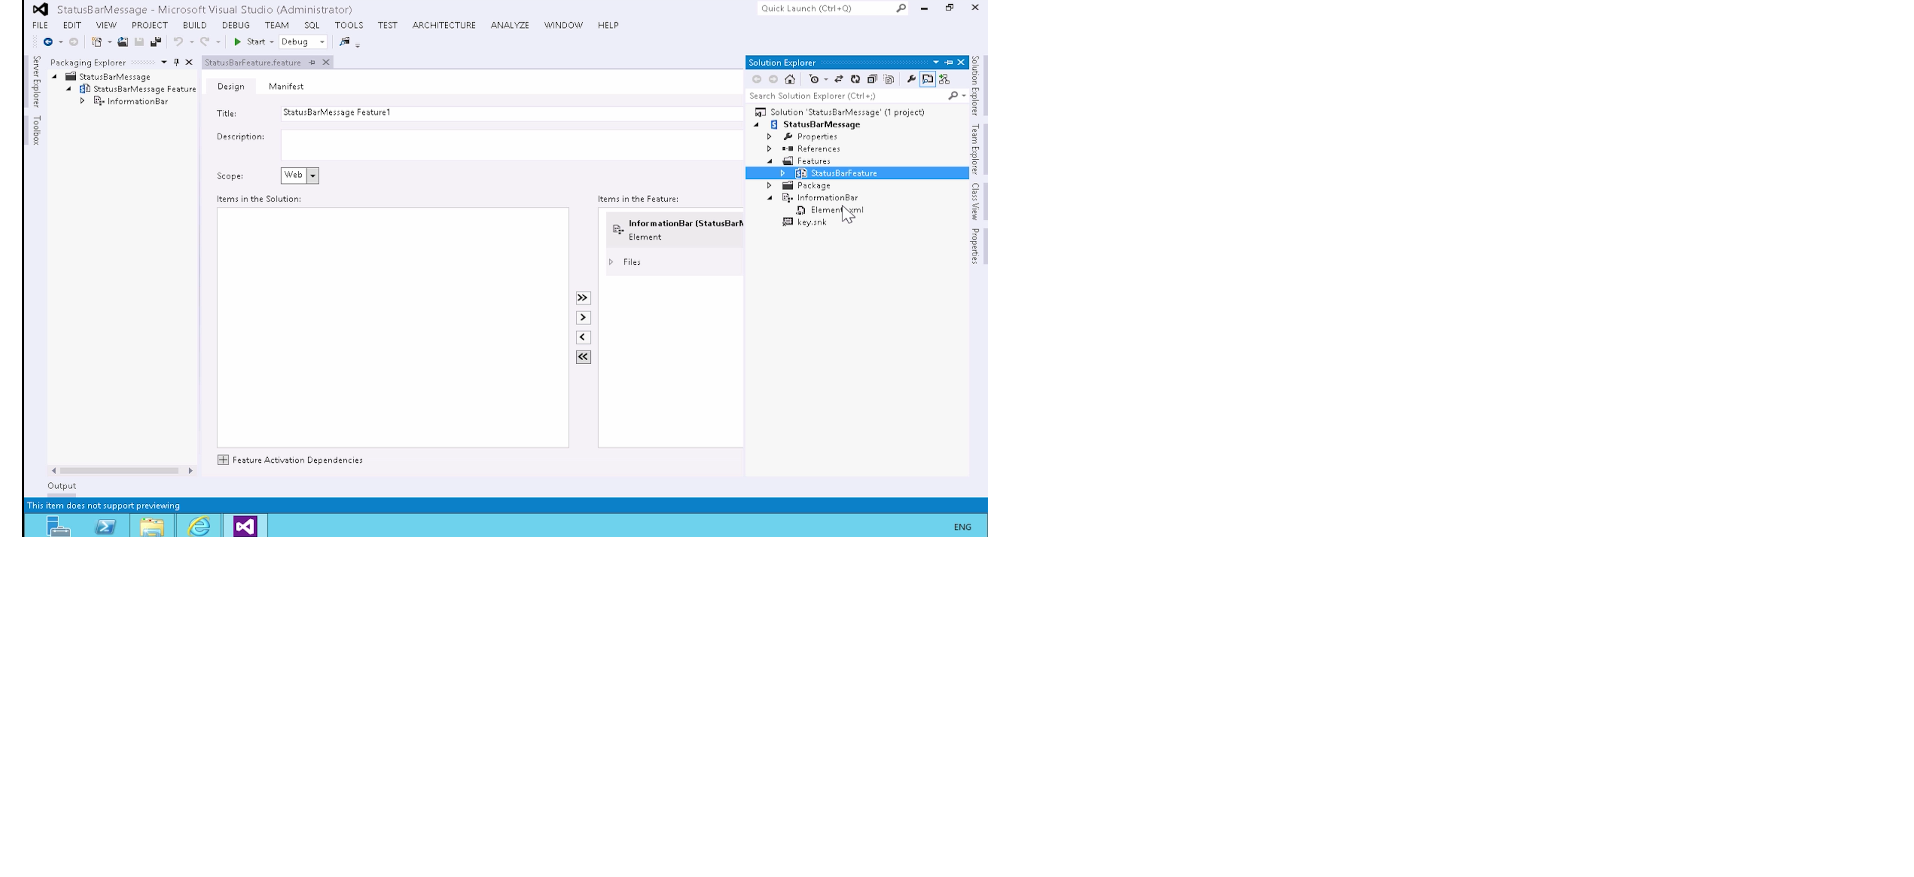 StatusBarMessage - Microsoft Visual Studio (Administrator)
Quick Launch (Ctrl+Q)
FILE EDIT VIEW PROJECT BUILD DEBUG TEAM SQL TOOLS TEST ARCHITECTURE ANALYZE WINDOW HELP
Start Debug
Server Explorer
Toolbox
Packaging Explorer
StatusBarMessage
StatusBarMessage Feature
InformationBar
StatusBarFeature.feature
Design Manifest
Title: StatusBarMessage Feature1
Description:
Scope: Web
Items in the Solution:
Items in the Feature:
InformationBar (StatusBar
Element
Files
Feature Activation Dependencies
Solution Explorer
Search Solution Explorer (Ctrl+;)
Solution 'StatusBarMessage' (1 project)
StatusBarMessage
Properties
References
Features
StatusBarFeature
Package
InformationBar
key.snk
Solution Explorer
Team Explorer
Class View
Properties
Output
This item does not support previewing
ENG